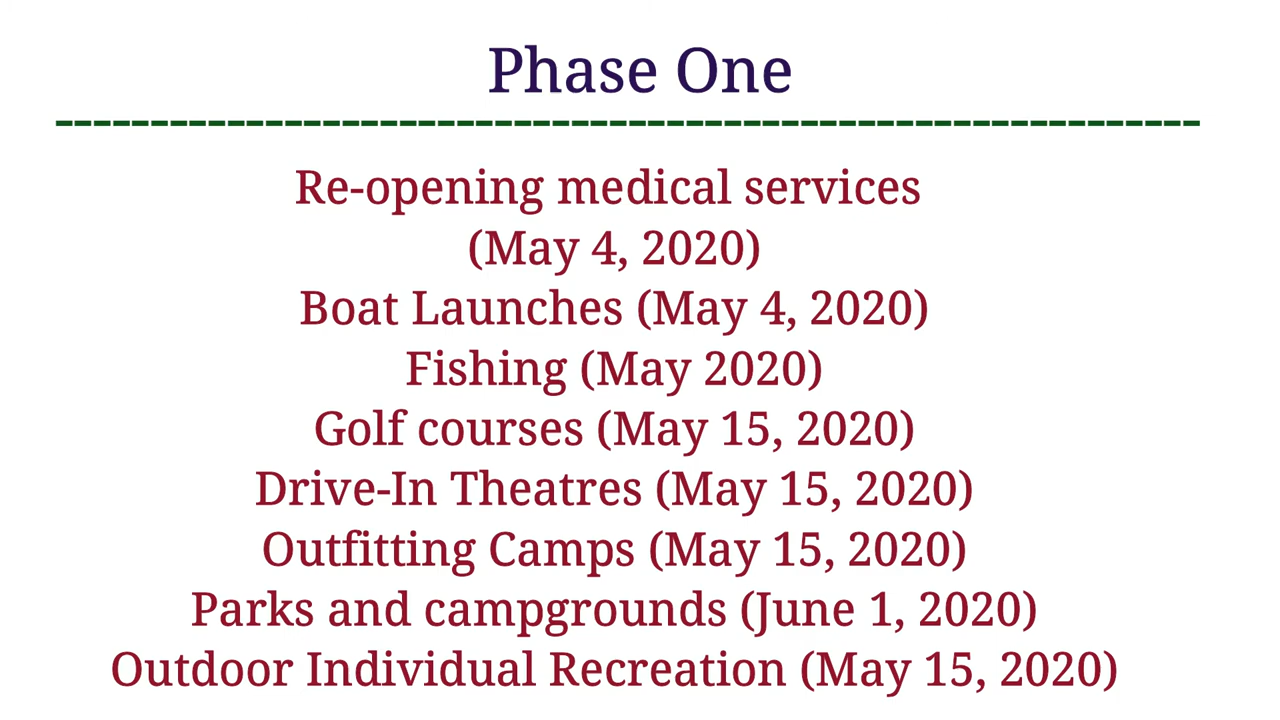 Phase One
Re-opening medical services
(May 4, 2020)
Boat Launches (May 4, 2020)
Fishing (May 2020)
Golf courses (May 15, 2020)
Drive-In Theatres (May 15, 2020)
Outfitting Camps (May 15, 2020)
Parks and campgrounds (June 1, 2020)
Outdoor Individual Recreation (May 15, 2020)